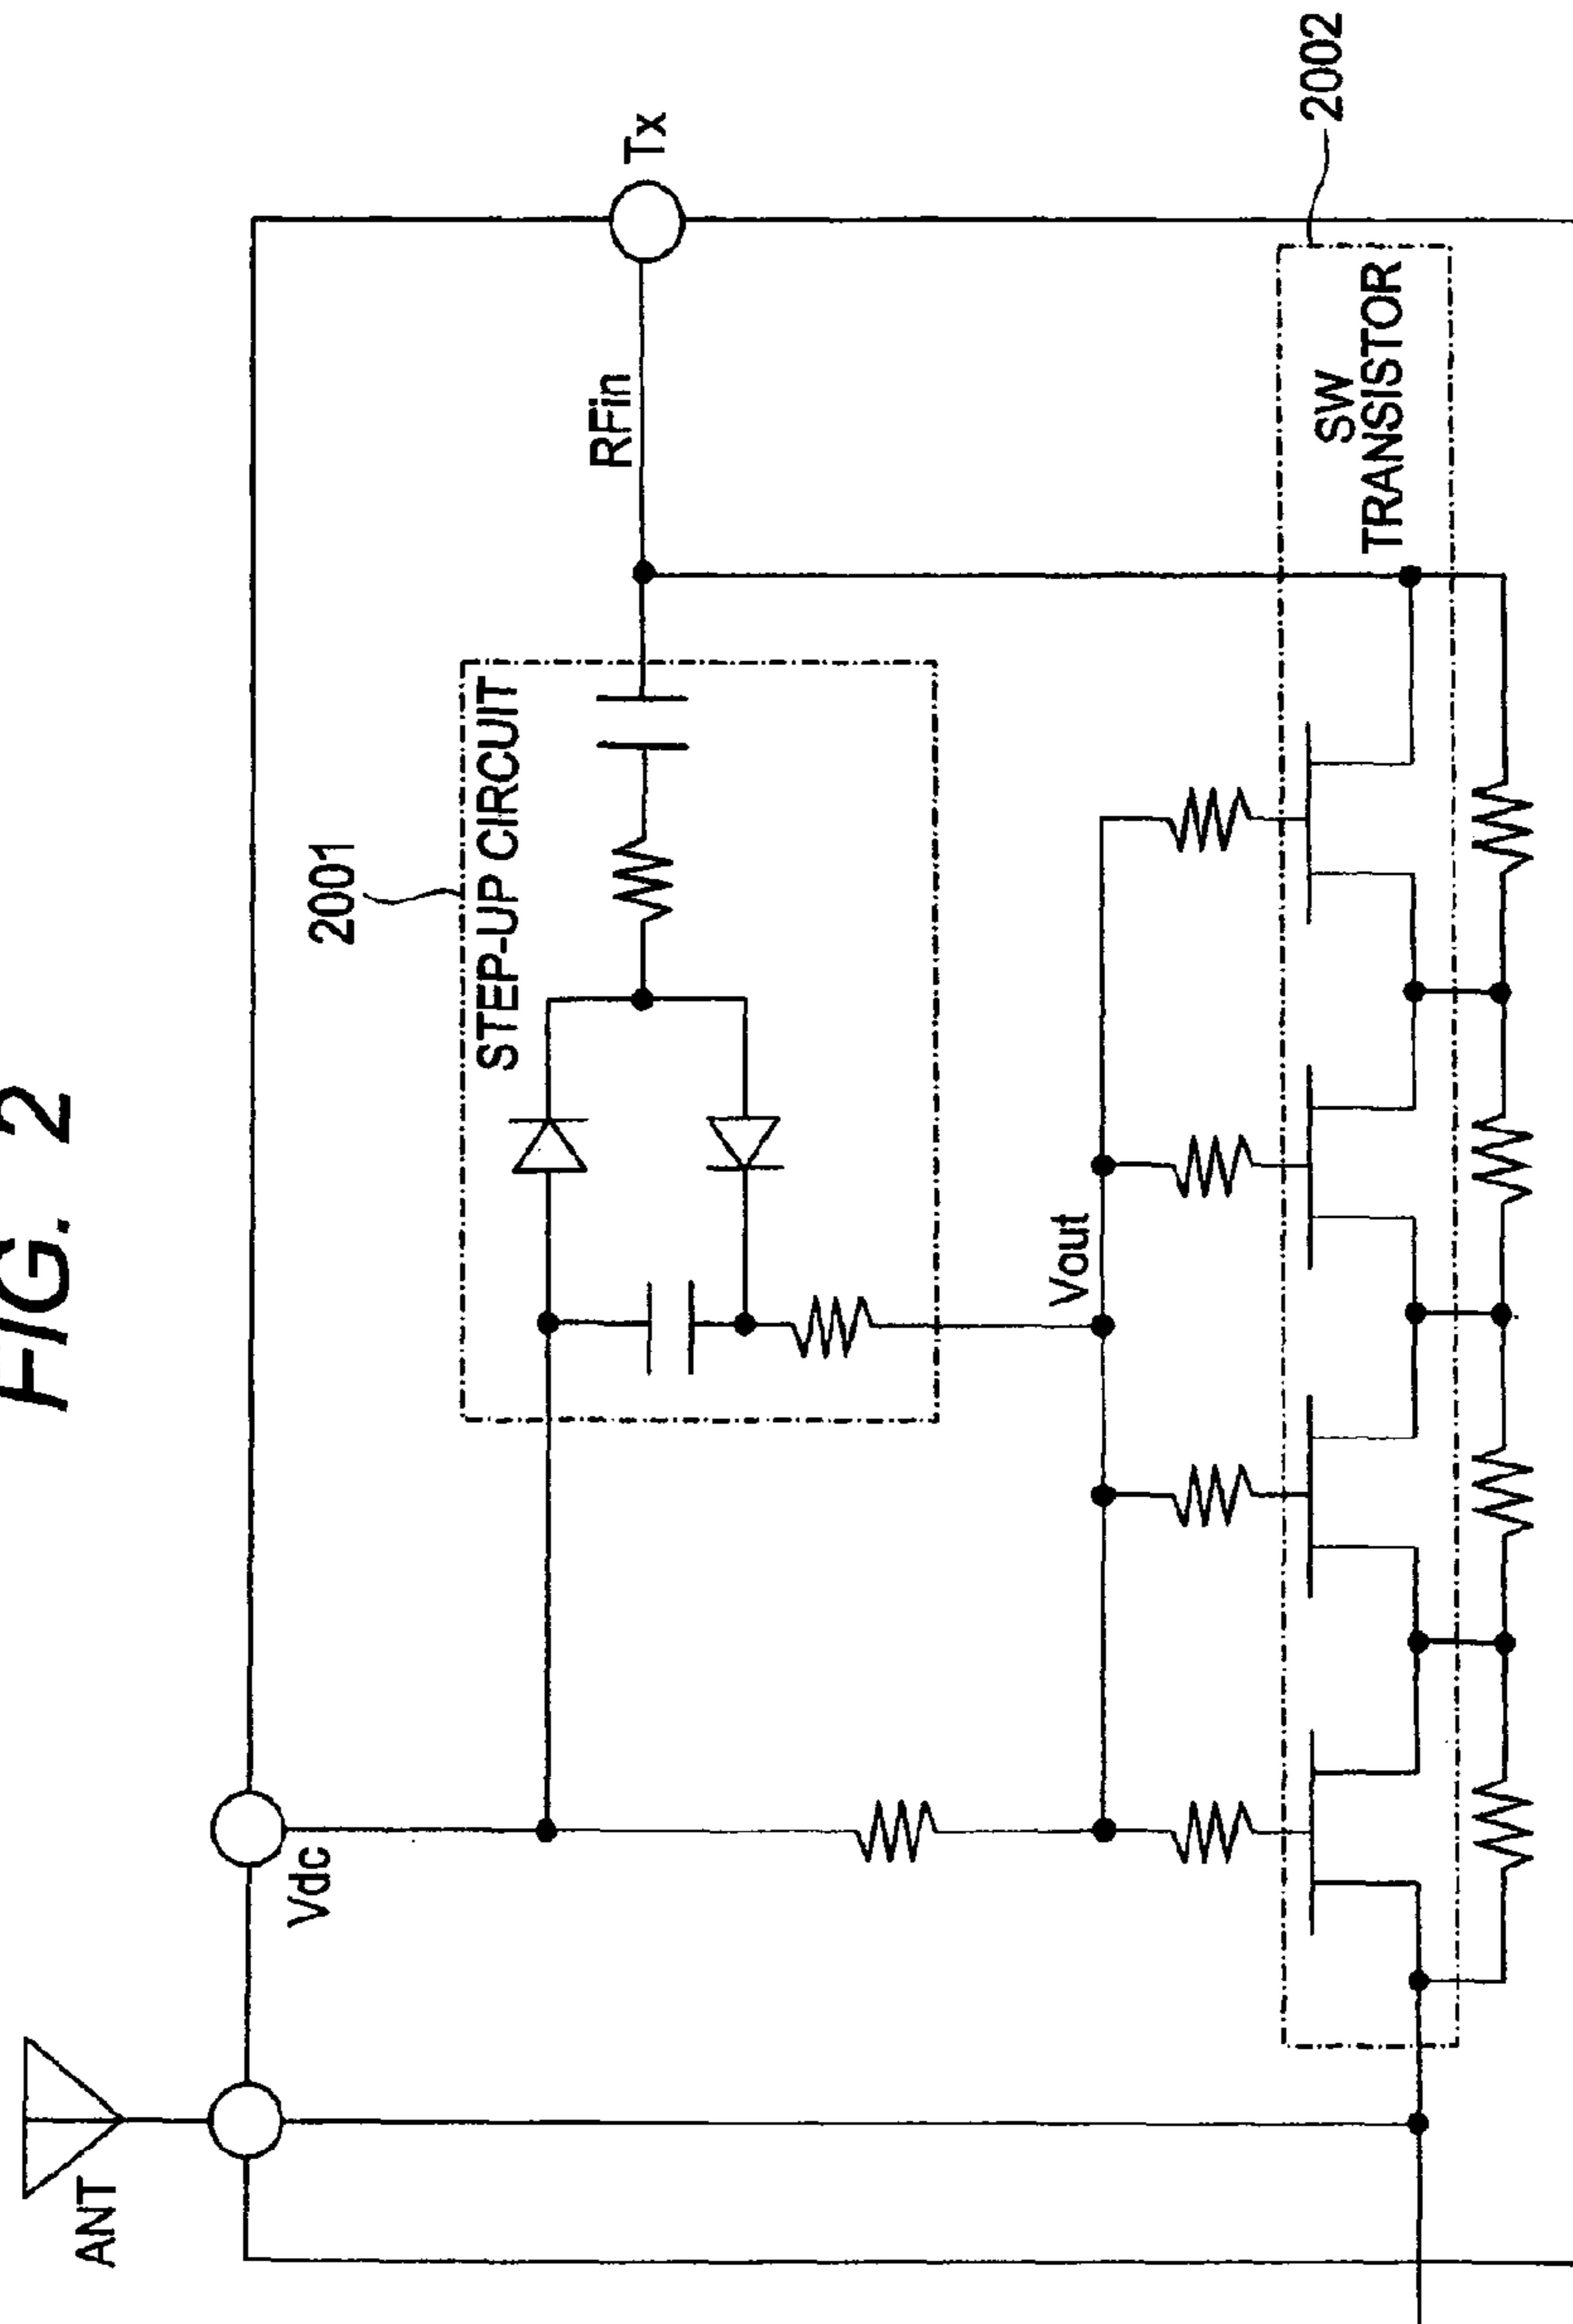 FIG. 2
ANT
Vdc
2001
STEP-UP CIRCUIT
RFin
Tx
Vout
2002
SW
TRANSISTOR